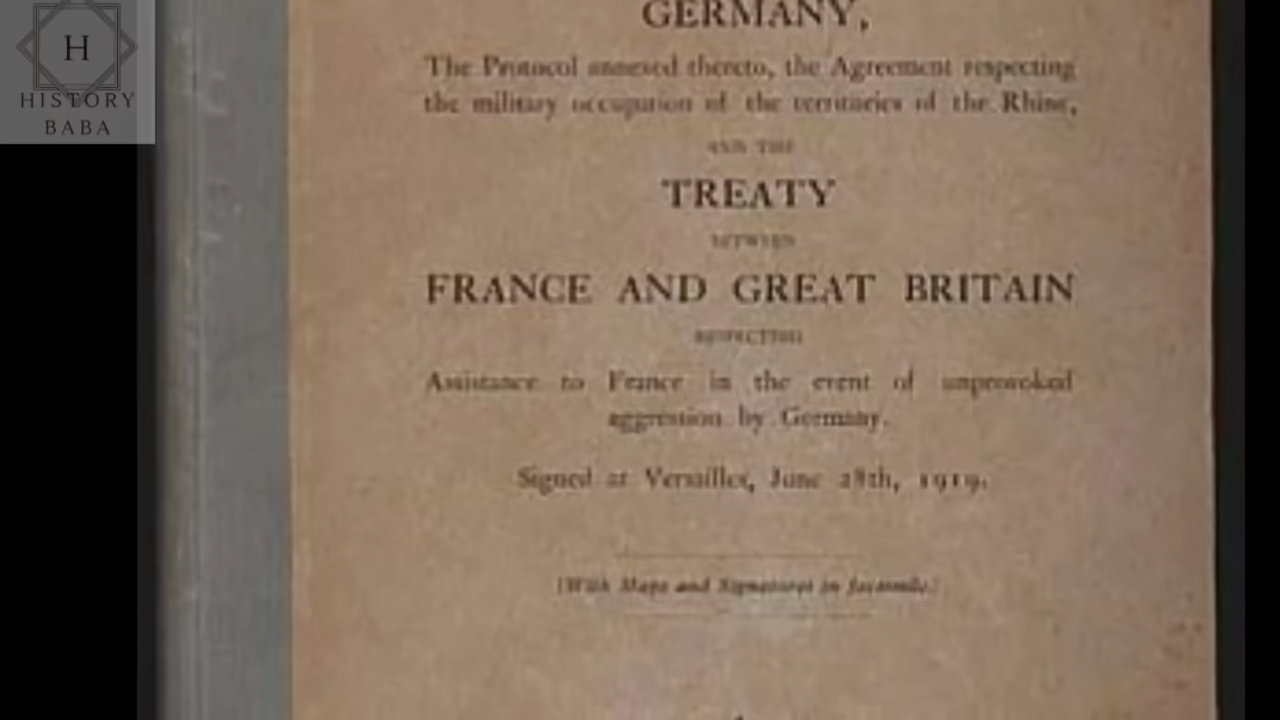 H
HISTORY
BABA
GERMANY,
The Protocol annexed thereto, the Agreement respecting
the military occupation of the territories of the Rhine,
AND THE
TREATY
BETWEEN
FRANCE AND GREAT BRITAIN
RESPECTING
Assistance to France in the event of unprovoked
aggression by Germany.
Signed at Versailles, June 28th, 1919.
(With Maps and Signatures in facsimile.)